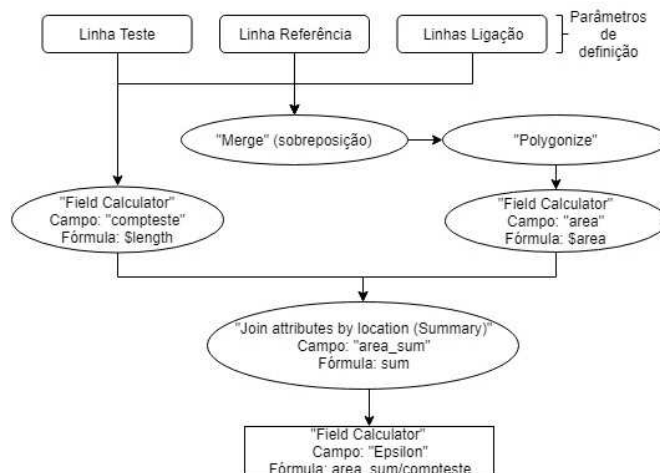 Linha Teste
Linha Referência
Linhas Ligação
Parâmetros
de
definição
"Merge" (sobreposição)
"Polygonize"
"Field Calculator"
Campo: "compteste"
Fórmula: $length
"Field Calculator"
Campo: "area"
Fórmula: $area
"Join attributes by location (Summary)"
Campo: "area_sum"
Fórmula: sum
"Field Calculator"
Campo: "Epsilon"
Fórmula: area_sum/compteste